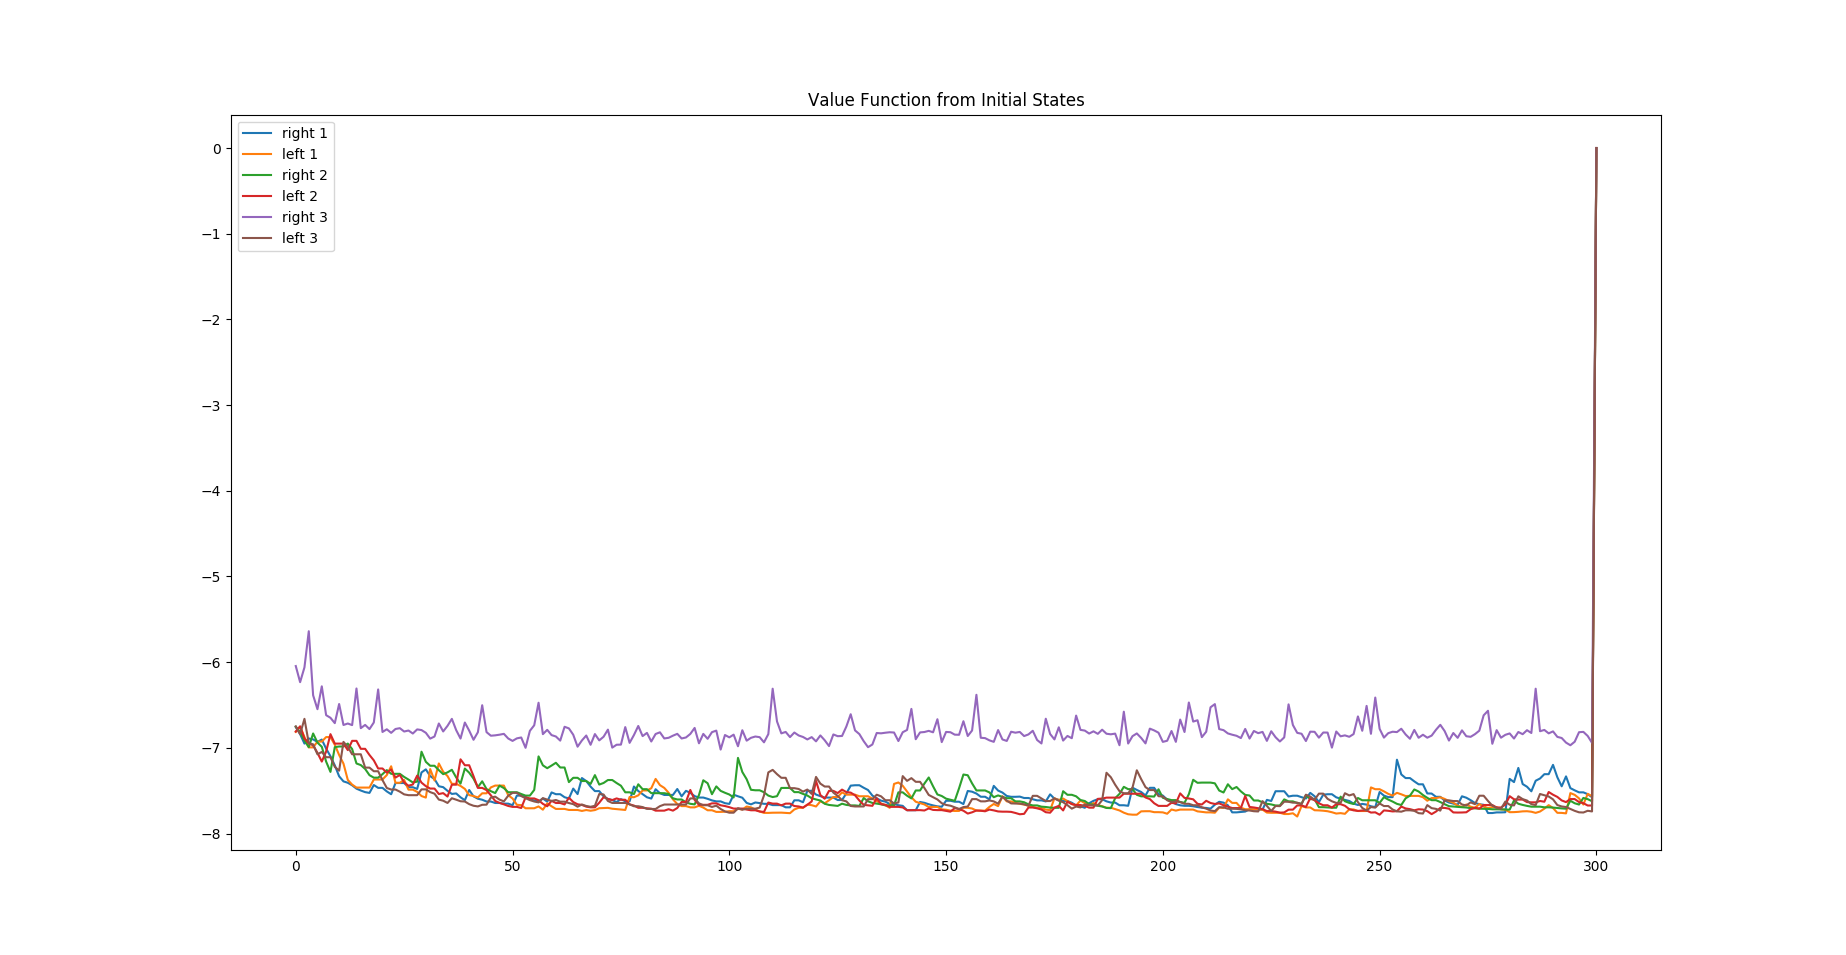 Value Function from Initial States
right 1
left 1
right 2
left 2
right 3
left 3
0
−1
−2
−3
−4
−5
−6
−7
−8
0 50 100 150 200 250 300